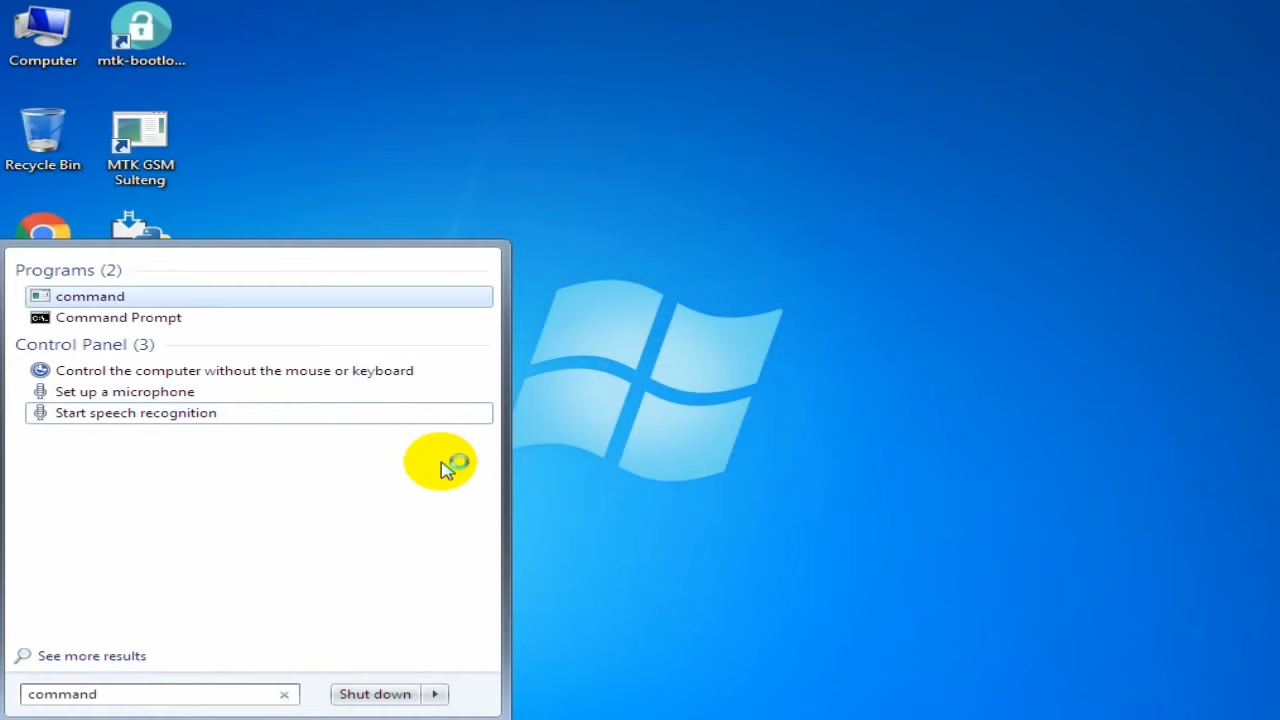 Computer
mtk-bootlo...
Recycle Bin
MTK GSM
Sulteng
Programs (2)
command
C:\.
Command Prompt
Control Panel (3)
Control the computer without the mouse or keyboard
Set up a microphone
Start speech recognition
See more results
command
Shut down